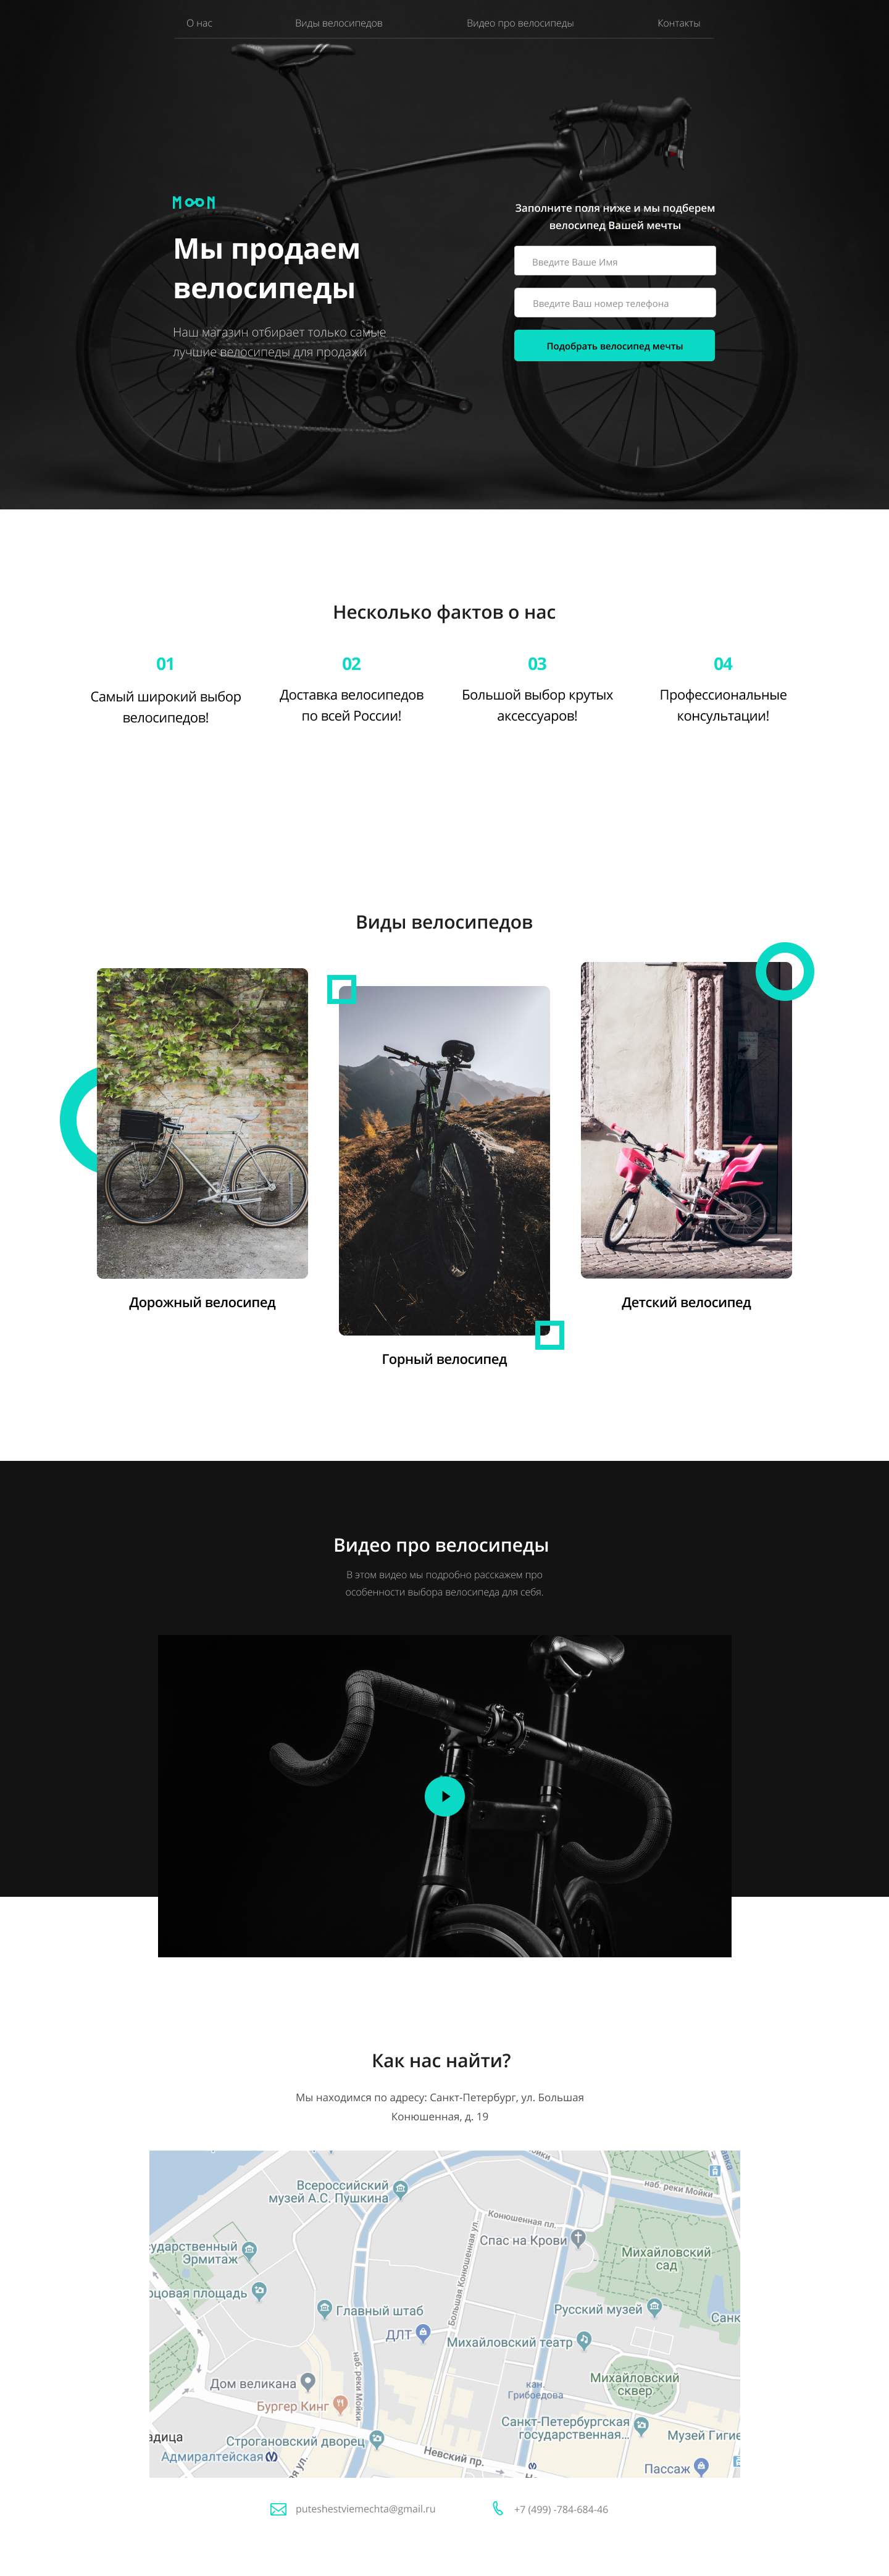 О нас
Виды велосипедов
Видео про велосипеды
Контакты
MOON
Мы продаем
велосипеды
Наш магазин отбирает только самые
лучшие велосипеды для продажи
Заполните поля ниже и мы подберем
велосипед Вашей мечты
Введите Ваше Имя
Введите Ваш номер телефона
Подобрать велосипед мечты
Несколько фактов о нас
01
Самый широкий выбор
велосипедов!
02
Доставка велосипедов
по всей России!
03
Большой выбор крутых
аксессуаров!
04
Профессиональные
консультации!
Виды велосипедов
Дорожный велосипед
Горный велосипед
Детский велосипед
Видео про велосипеды
В этом видео мы подробно расскажем про
особенности выбора велосипеда для себя.
Как нас найти?
Мы находимся по адресу: Санкт-Петербург, ул. Большая
Конюшенная, д. 19
Всероссийский
музей А.С. Пушкина
наб. реки Мойки
Конюшенная пл.
Спас на Крови
Михайловский
сад
сударственный
Эрмитаж
рцовая площадь
Большая Конюшенная ул.
Главный штаб
ДЛТ
Русский музей
Санк
Михайловский театр
наб. реки Мойки
Дом великана
Бургер Кинг
кан.
Грибоедова
Михайловский
сквер
Санкт-Петербургская
государственная...
Музей Гигие
адица
Строгановский дворец
Адмиралтейская
ая ул.
Невский пр.
Пассаж
puteshestviemechta@gmail.ru
+7 (499) -784-684-46